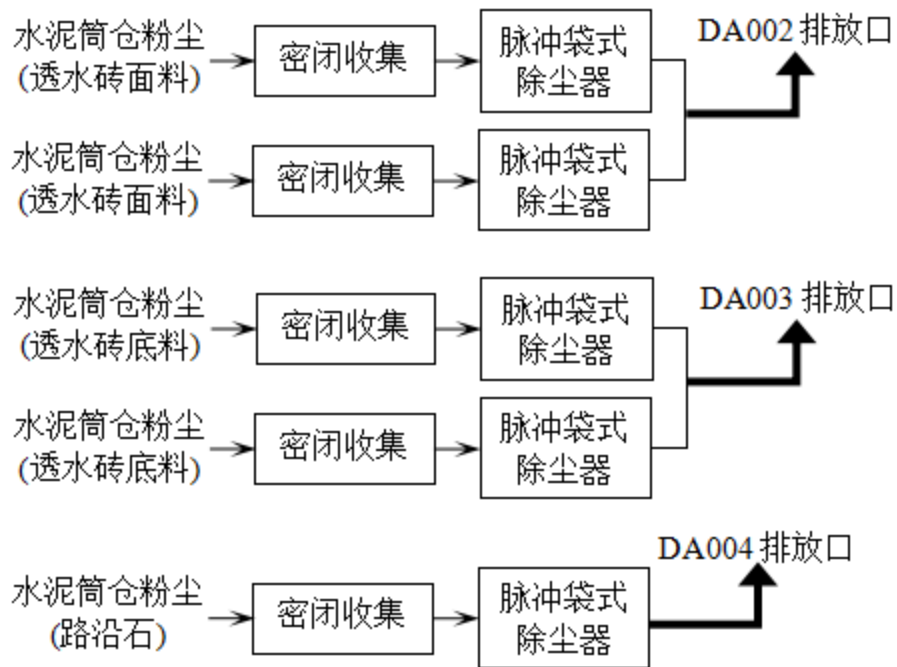 水泥筒仓粉尘
(透水砖面料)
密闭收集
脉冲袋式
除尘器
DA002 排放口
水泥筒仓粉尘
(透水砖面料)
密闭收集
脉冲袋式
除尘器
水泥筒仓粉尘
(透水砖底料)
密闭收集
脉冲袋式
除尘器
DA003 排放口
水泥筒仓粉尘
(透水砖底料)
密闭收集
脉冲袋式
除尘器
水泥筒仓粉尘
(路沿石)
密闭收集
脉冲袋式
除尘器
DA004 排放口